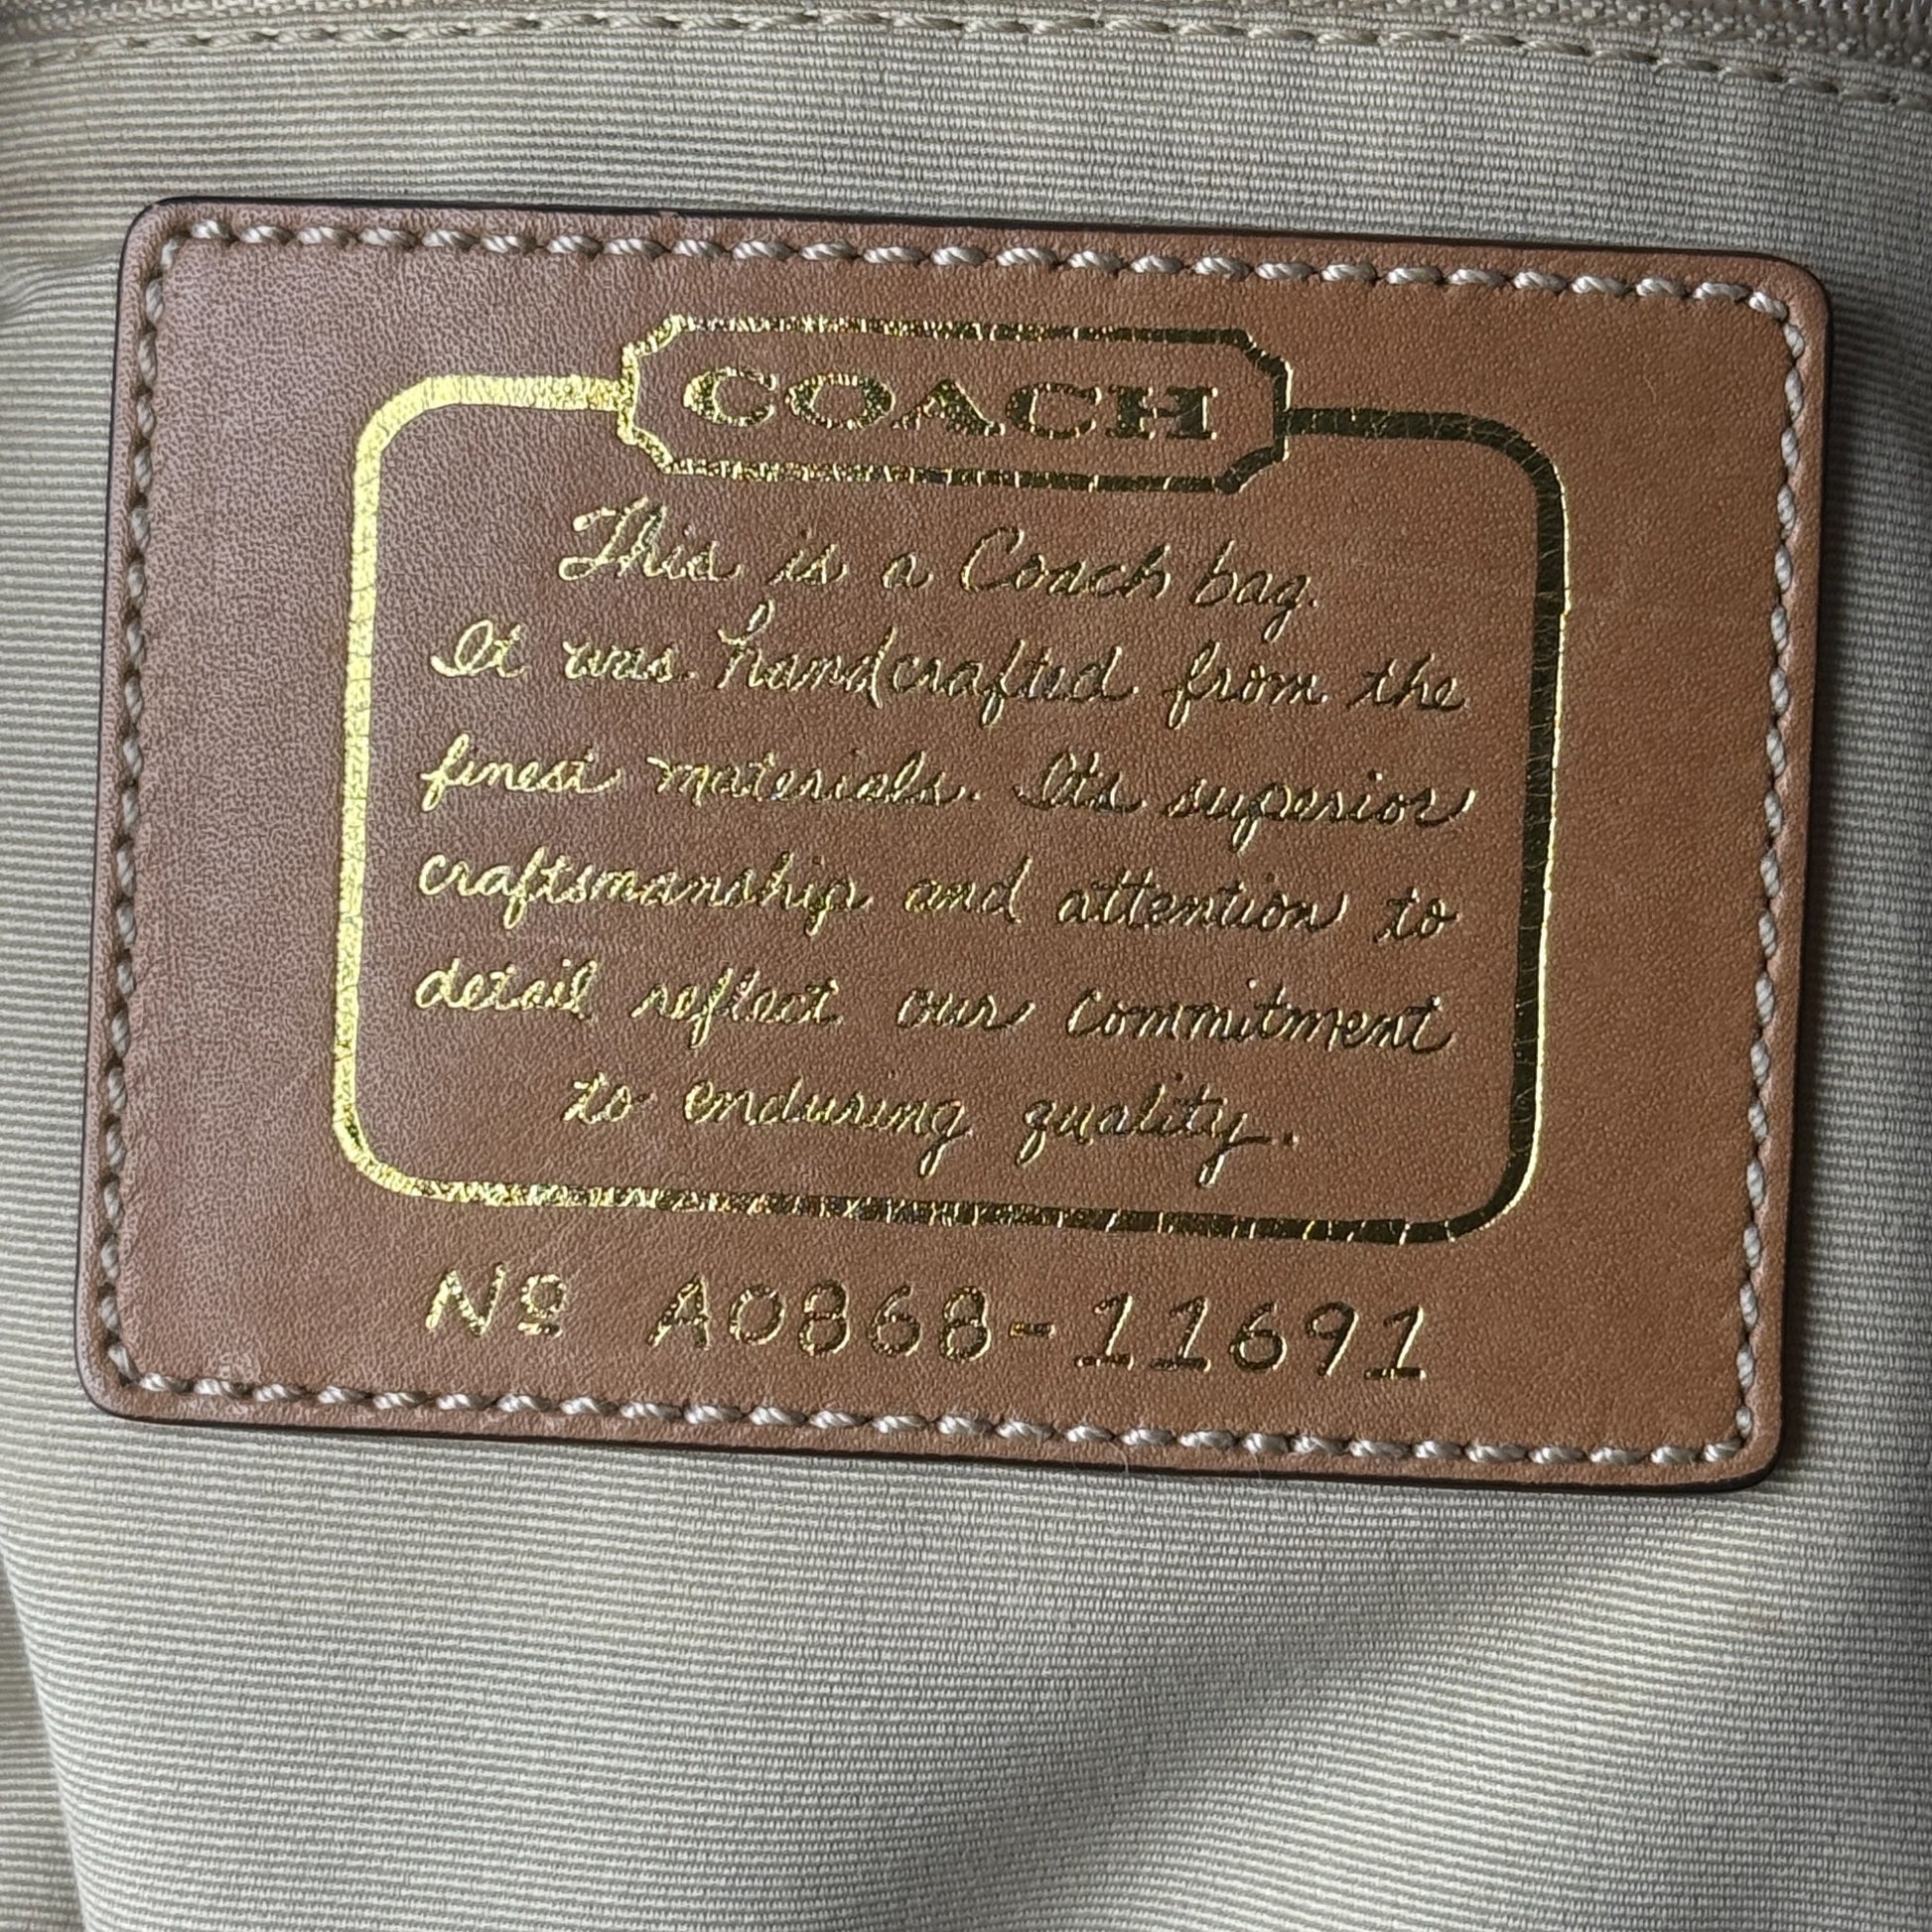 COACH
This is a Coach bag.
It was handcrafted from the
finest materials. Its superior
craftsmanship and attention to
detail reflect our commitment
to enduring quality.
Nº A0868-11691